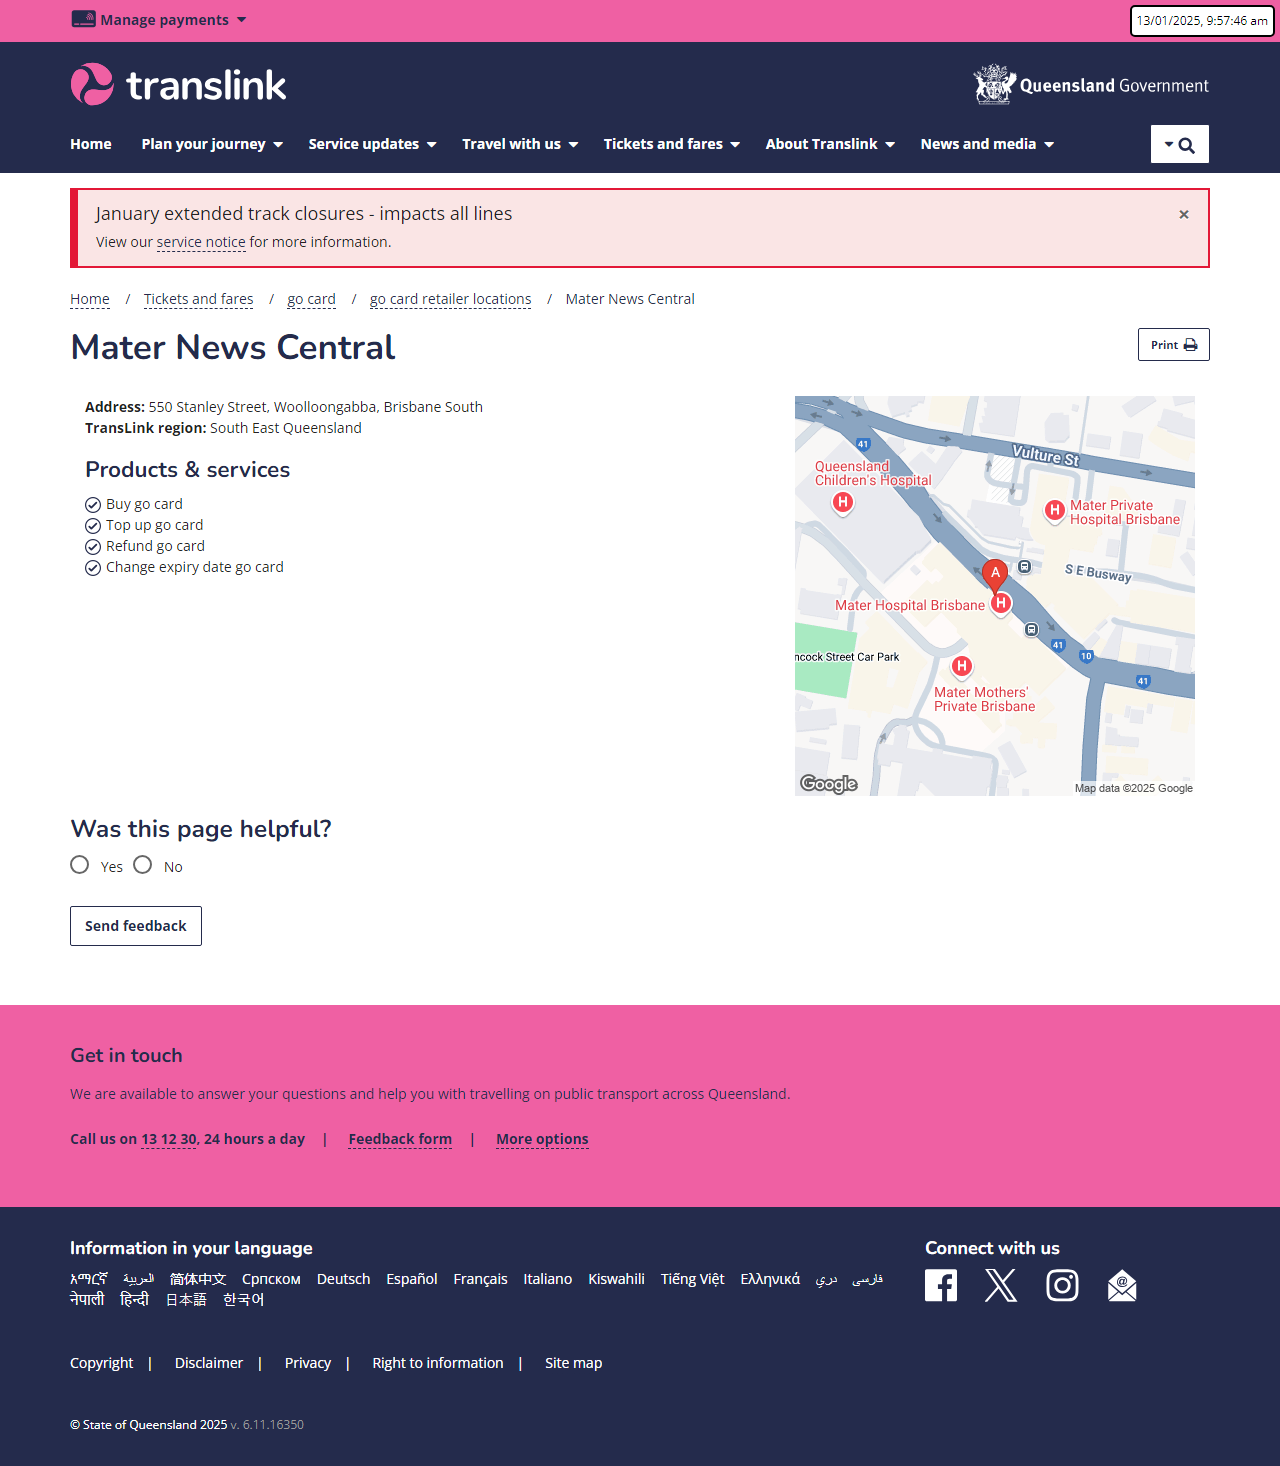 Manage payments
13/01/2025, 9:57:46 am
translink
Queensland Government
Home Plan your journey Service updates Travel with us Tickets and fares About Translink News and media
January extended track closures - impacts all lines ×
View our service notice for more information.
Home / Tickets and fares / go card / go card retailer locations / Mater News Central
Mater News Central
Print
Address: 550 Stanley Street, Woolloongabba, Brisbane South
TransLink region: South East Queensland
Products & services
Buy go card
Top up go card
Refund go card
Change expiry date go card
41
Vulture St
Queensland
Children's Hospital
H
H
Mater Private
Hospital Brisbane
A
S E Busway
Mater Hospital Brisbane
H
ncock Street Car Park
41
10
H
41
Mater Mothers'
Private Brisbane
Google
Map data ©2025 Google
Was this page helpful?
Yes No
Send feedback
Get in touch
We are available to answer your questions and help you with travelling on public transport across Queensland.
Call us on 13 12 30, 24 hours a day | Feedback form | More options
Information in your language
አማርኛ العربية 简体中文 Српском Deutsch Español Français Italiano Kiswahili Tiếng Việt Ελληνικά دري فارسی
नेपाली हिन्दी 日本語 한국어
Connect with us
Copyright | Disclaimer | Privacy | Right to information | Site map
© State of Queensland 2025 v. 6.11.16350